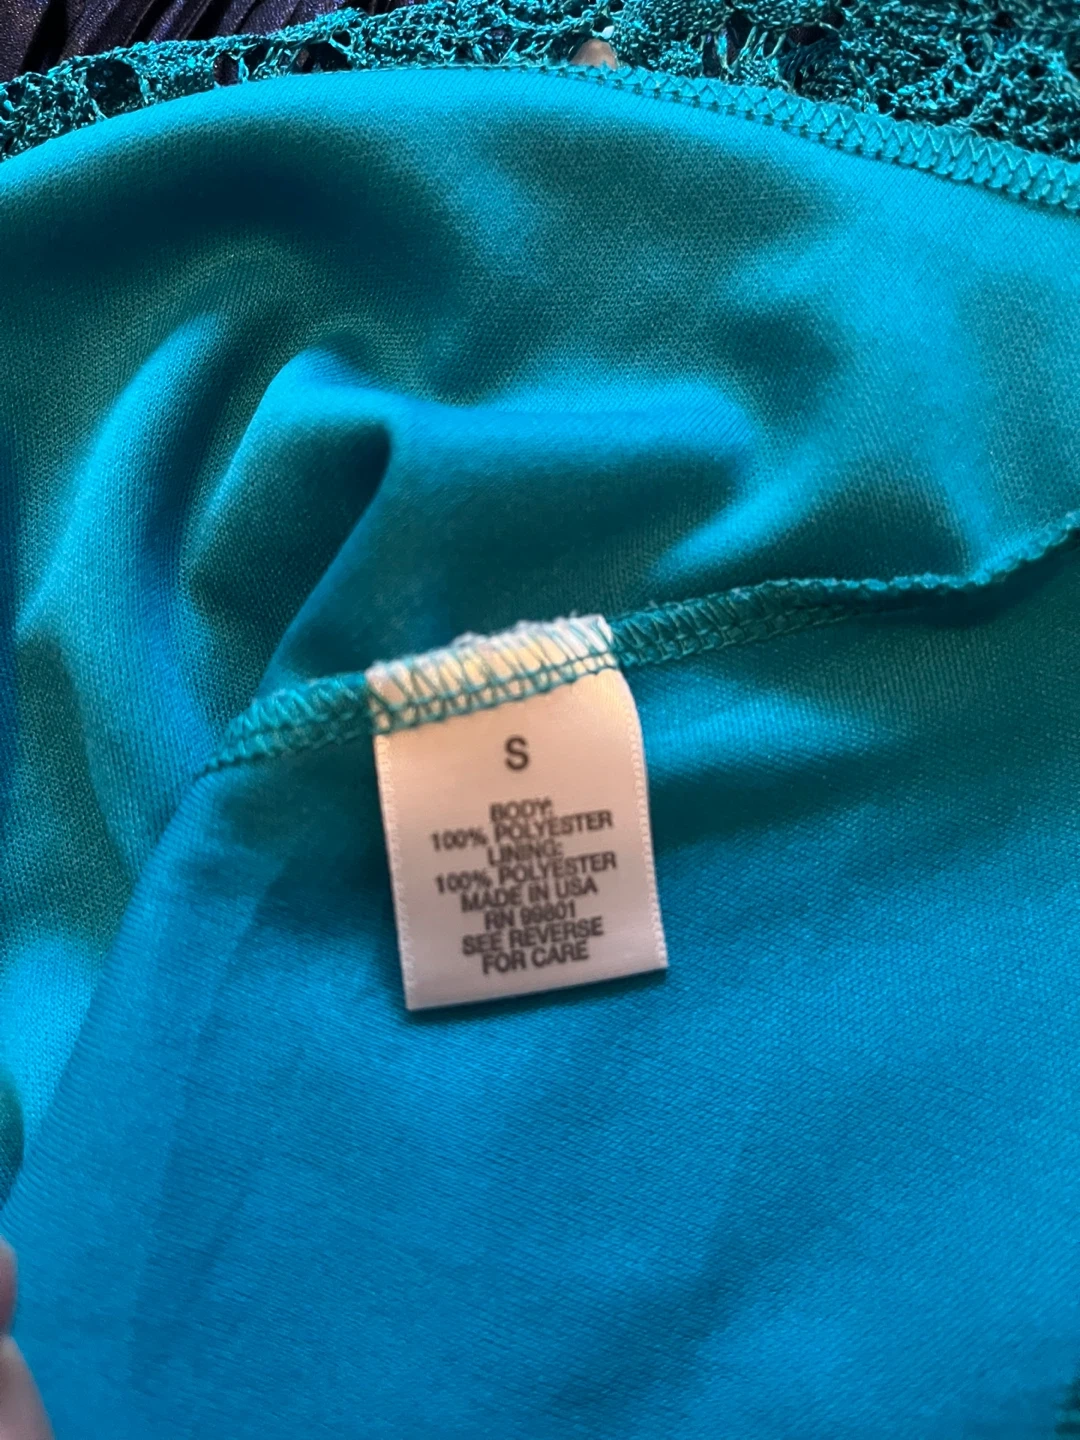 S
BODY:
100% POLYESTER
LINING:
100% POLYESTER
MADE IN USA
RN 99801
SEE REVERSE
FOR CARE